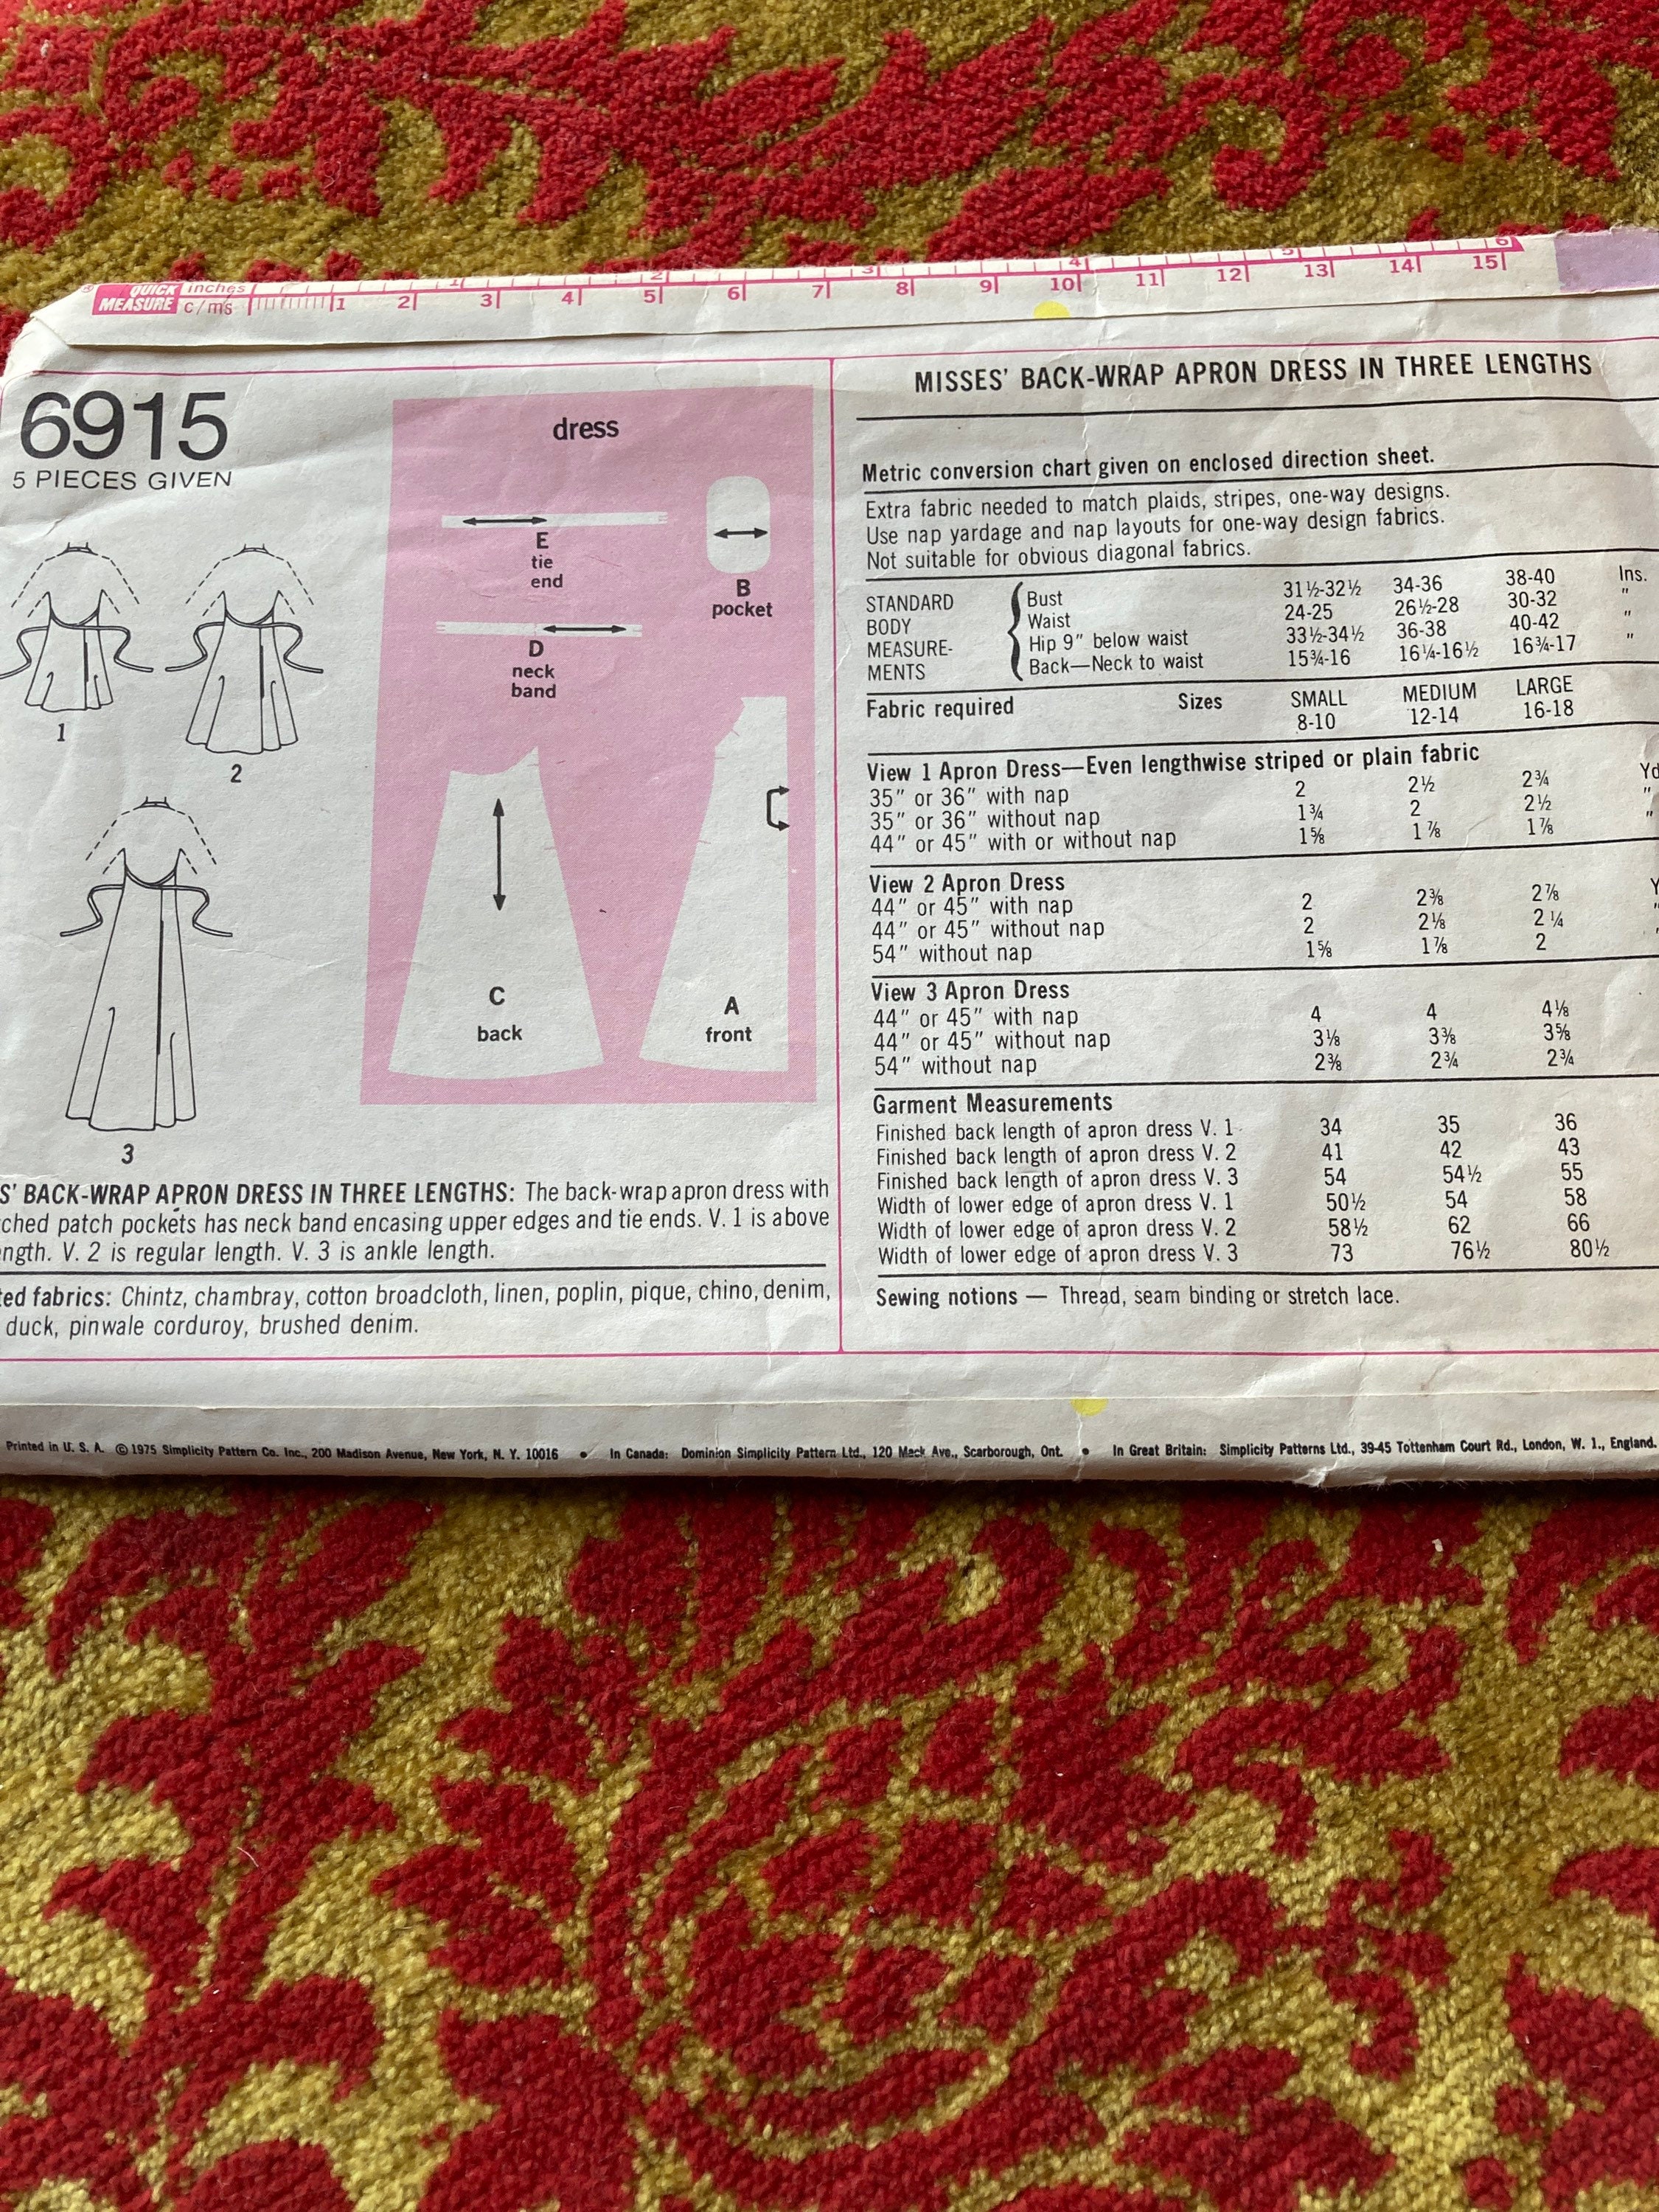 QUICK inches
MEASURE c/ms
1 2 3 4 5 6
1 2 3 4 5 6 7 8 9 10 11 12 13 14 15
6915
5 PIECES GIVEN
1
2
3
dress
E
tie
end
B
pocket
D
neck
band
C
back
A
front
S' BACK-WRAP APRON DRESS IN THREE LENGTHS: The back-wrap apron dress with
ched patch pockets has neck band encasing upper edges and tie ends. V. 1 is above
ngth. V. 2 is regular length. V. 3 is ankle length.
ed fabrics: Chintz, chambray, cotton broadcloth, linen, poplin, pique, chino, denim,
duck, pinwale corduroy, brushed denim.
MISSES' BACK-WRAP APRON DRESS IN THREE LENGTHS
Metric conversion chart given on enclosed direction sheet.
Extra fabric needed to match plaids, stripes, one-way designs.
Use nap yardage and nap layouts for one-way design fabrics.
Not suitable for obvious diagonal fabrics.
STANDARD
BODY
MEASURE-
MENTS
Bust 31½-32½ 34-36 38-40 Ins.
Waist 24-25 26½-28 30-32 "
Hip 9" below waist 33½-34½ 36-38 40-42 "
Back—Neck to waist 15¾-16 16¼-16½ 16¾-17 "
Fabric required Sizes SMALL MEDIUM LARGE
8-10 12-14 16-18
View 1 Apron Dress—Even lengthwise striped or plain fabric
35" or 36" with nap 2 2½ 2¾ Yd
35" or 36" without nap 1¾ 2 2½ "
44" or 45" with or without nap 1⅝ 1⅞ 1⅞ "
View 2 Apron Dress
44" or 45" with nap 2 2⅜ 2⅞ Y
44" or 45" without nap 2 2⅛ 2¼ "
54" without nap 1⅝ 1⅞ 2
View 3 Apron Dress
44" or 45" with nap 4 4 4⅛
44" or 45" without nap 3⅛ 3⅜ 3⅝
54" without nap 2⅜ 2¾ 2¾
Garment Measurements
Finished back length of apron dress V. 1 34 35 36
Finished back length of apron dress V. 2 41 42 43
Finished back length of apron dress V. 3 54 54½ 55
Width of lower edge of apron dress V. 1 50½ 54 58
Width of lower edge of apron dress V. 2 58½ 62 66
Width of lower edge of apron dress V. 3 73 76½ 80½
Sewing notions — Thread, seam binding or stretch lace.
Printed in U. S. A. © 1975 Simplicity Pattern Co. Inc., 200 Madison Avenue, New York, N. Y. 10016 • In Canada: Dominion Simplicity Pattern Ltd., 120 Mack Ave., Scarborough, Ont. • In Great Britain: Simplicity Patterns Ltd., 39-45 Tottenham Court Rd., London, W. 1., England.